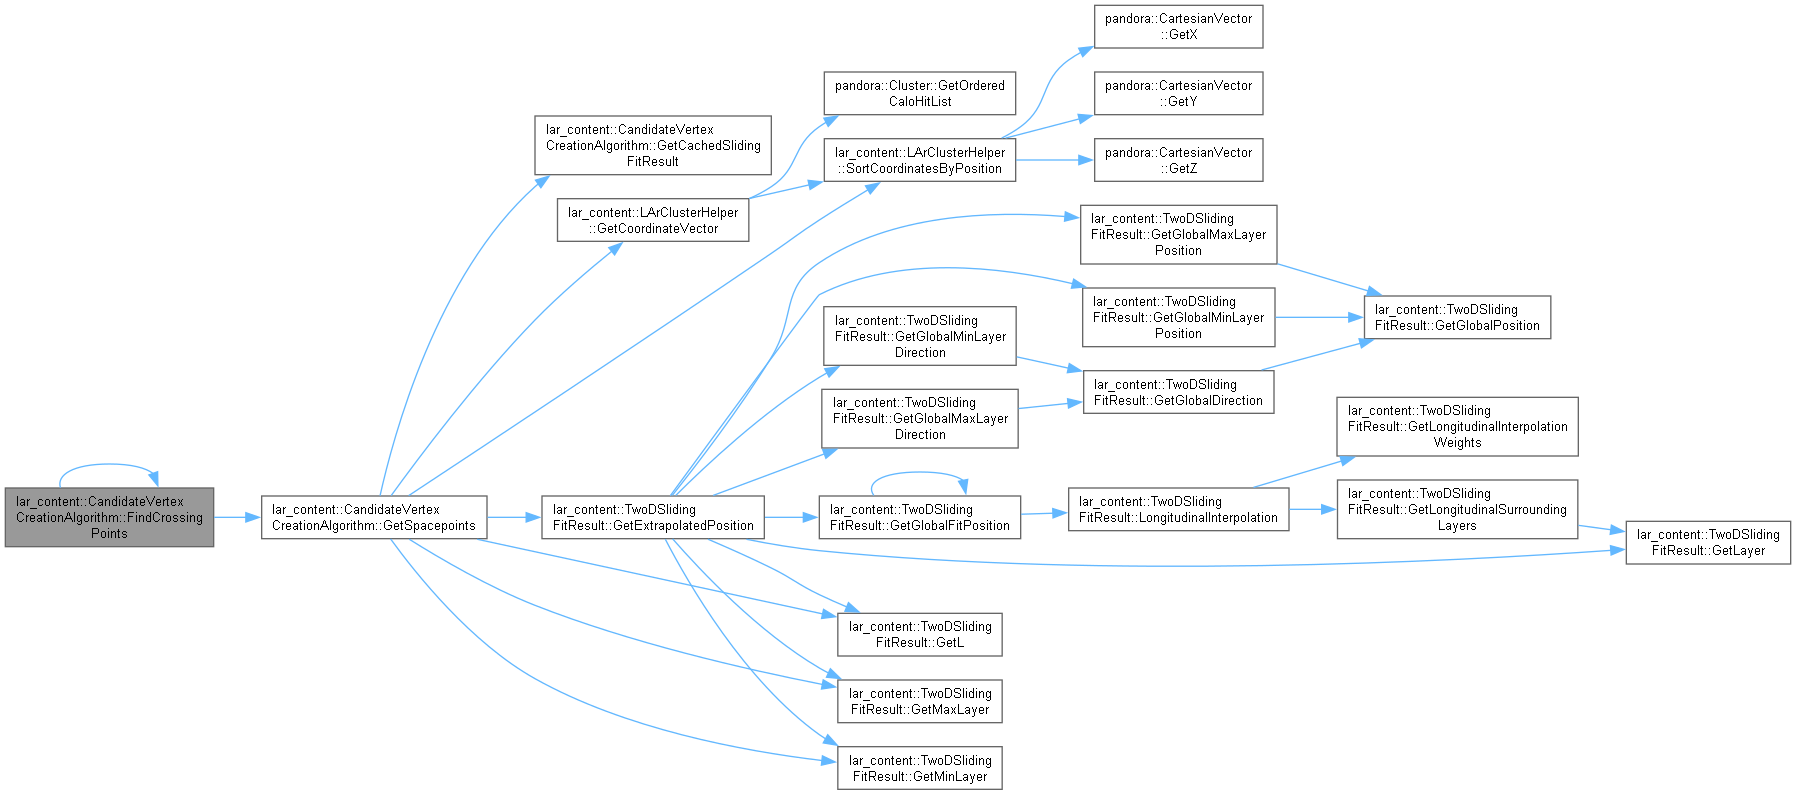 lar_content::CandidateVertex
CreationAlgorithm::FindCrossing
Points
lar_content::CandidateVertex
CreationAlgorithm::GetSpacepoints
lar_content::CandidateVertex
CreationAlgorithm::GetCachedSliding
FitResult
lar_content::LArClusterHelper
::GetCoordinateVector
lar_content::TwoDSliding
FitResult::GetExtrapolatedPosition
pandora::Cluster::GetOrdered
CaloHitList
lar_content::LArClusterHelper
::SortCoordinatesByPosition
lar_content::TwoDSliding
FitResult::GetGlobalMinLayer
Direction
lar_content::TwoDSliding
FitResult::GetGlobalMaxLayer
Direction
lar_content::TwoDSliding
FitResult::GetGlobalFitPosition
lar_content::TwoDSliding
FitResult::GetL
lar_content::TwoDSliding
FitResult::GetMaxLayer
lar_content::TwoDSliding
FitResult::GetMinLayer
pandora::CartesianVector
::GetX
pandora::CartesianVector
::GetY
pandora::CartesianVector
::GetZ
lar_content::TwoDSliding
FitResult::GetGlobalMaxLayer
Position
lar_content::TwoDSliding
FitResult::GetGlobalMinLayer
Position
lar_content::TwoDSliding
FitResult::GetGlobalDirection
lar_content::TwoDSliding
FitResult::LongitudinalInterpolation
lar_content::TwoDSliding
FitResult::GetGlobalPosition
lar_content::TwoDSliding
FitResult::GetLongitudinalInterpolation
Weights
lar_content::TwoDSliding
FitResult::GetLongitudinalSurrounding
Layers
lar_content::TwoDSliding
FitResult::GetLayer